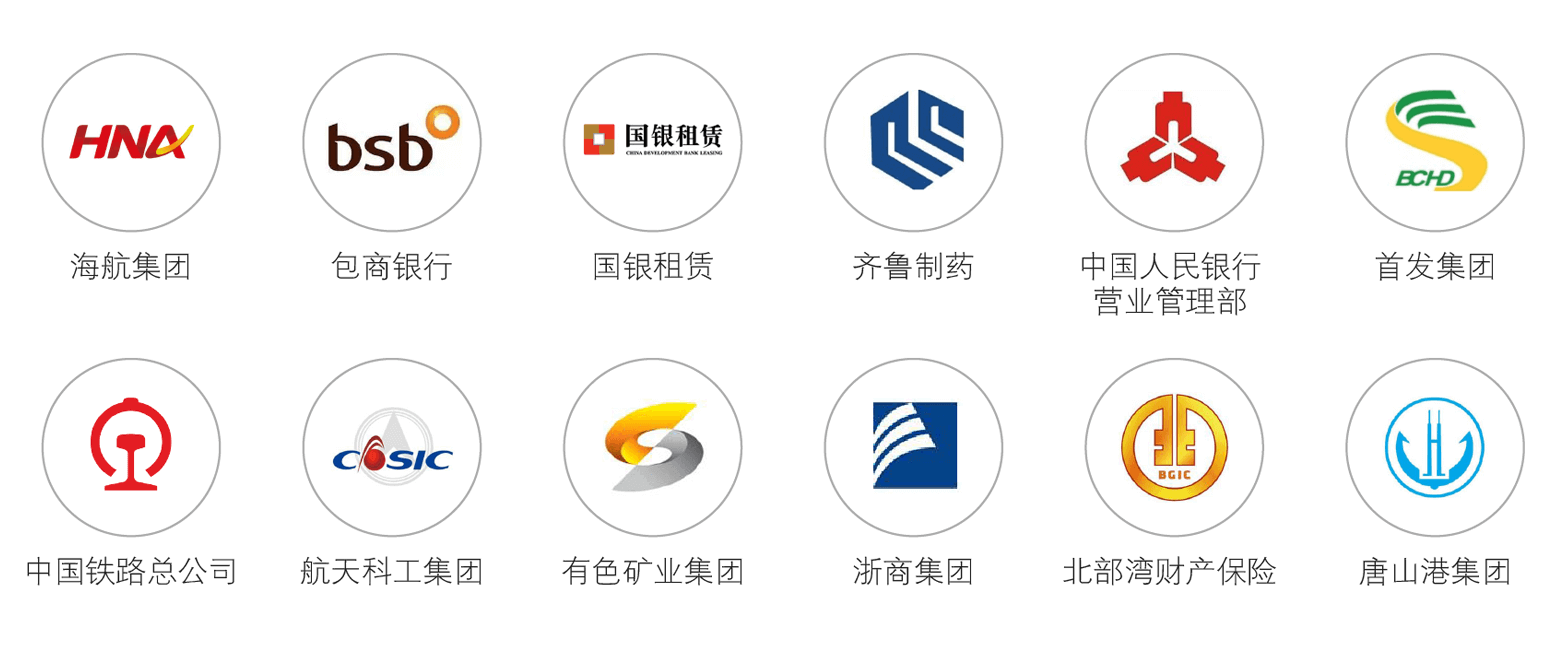 HNA
bsb
国银租赁
CHINA DEVELOPMENT BANK LEASING
BCHD
海航集团
包商银行
国银租赁
齐鲁制药
中国人民银行
营业管理部
首发集团
CASIC
BGIC
中国铁路总公司
航天科工集团
有色矿业集团
浙商集团
北部湾财产保险
唐山港集团